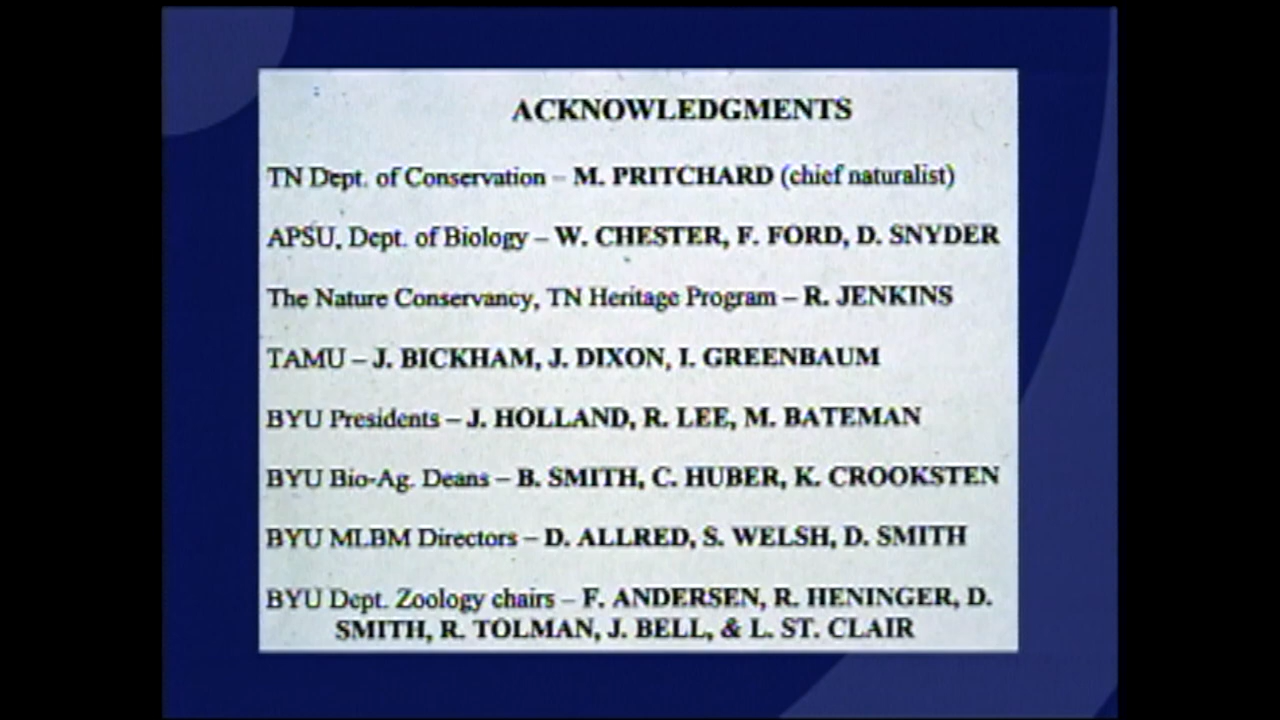 ACKNOWLEDGMENTS
TN Dept. of Conservation – M. PRITCHARD (chief naturalist)
APSU, Dept. of Biology – W. CHESTER, F. FORD, D. SNYDER
The Nature Conservancy, TN Heritage Program – R. JENKINS
TAMU – J. BICKHAM, J. DIXON, I. GREENBAUM
BYU Presidents – J. HOLLAND, R. LEE, M. BATEMAN
BYU Bio-Ag. Deans – B. SMITH, C. HUBER, K. CROOKSTEN
BYU MLBM Directors – D. ALLRED, S. WELSH, D. SMITH
BYU Dept. Zoology chairs – F. ANDERSEN, R. HENINGER, D.
SMITH, R. TOLMAN, J. BELL, & L. ST. CLAIR